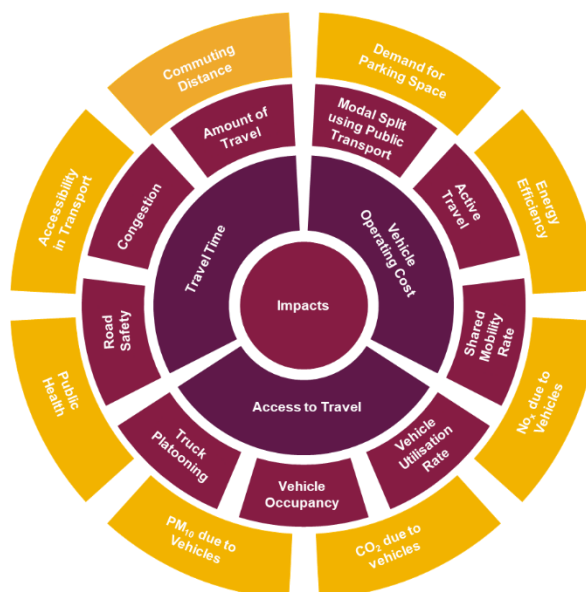 Commuting
Distance
Demand for
Parking Space
Energy
Efficiency
Noₓ due to
Vehicles
CO₂ due to
vehicles
PM₁₀ due to
Vehicles
Public
Health
Accessibility
in Transport
Amount of
Travel
Modal Split
using Public
Transport
Active
Travel
Shared
Mobility
Rate
Vehicle
Utilisation
Rate
Vehicle
Occupancy
Truck
Platooning
Road
Safety
Congestion
Travel Time
Vehicle
Operating Cost
Access to Travel
Impacts